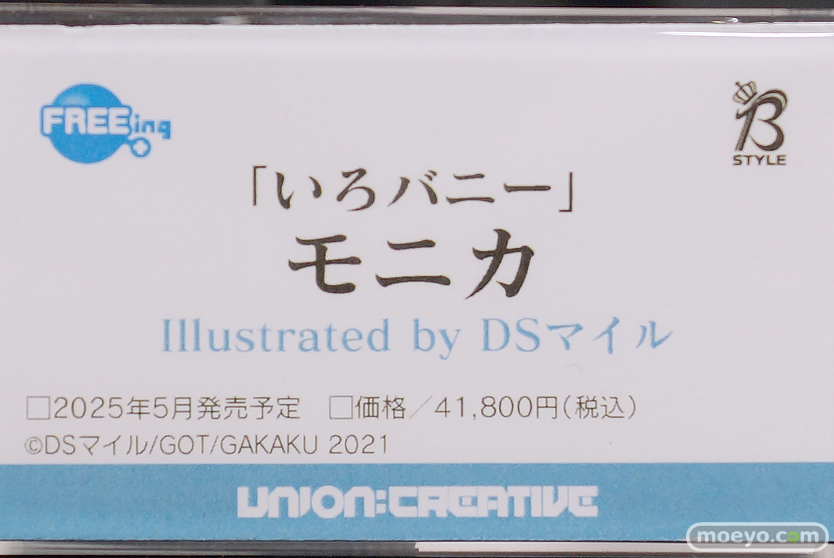 FREEing
B
STYLE
「いろバニー」
モニカ
Illustrated by DSマイル
□2025年5月発売予定 □価格／41,800円(税込)
©DSマイル/GOT/GAKAKU 2021
UNION:CREATIVE
moeyo.com